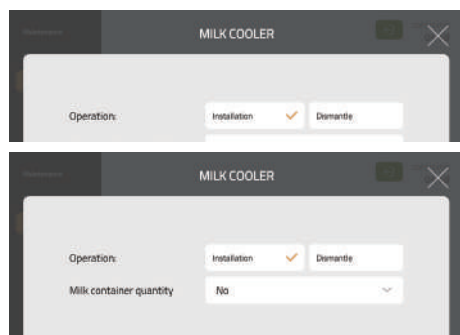 MILK COOLER
Operation: Installation Dismantle
MILK COOLER
Operation: Installation Dismantle
Milk container quantity No